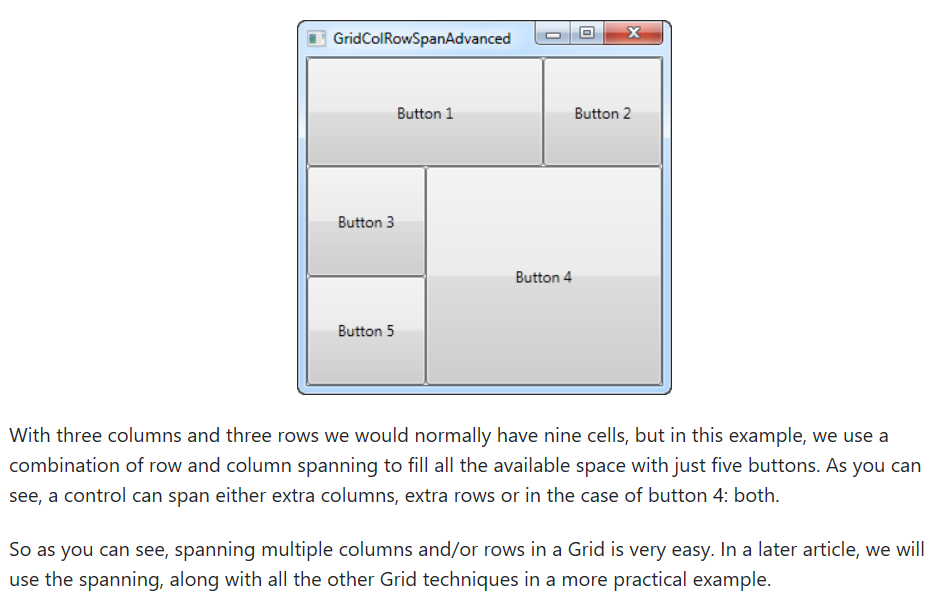 GridColRowSpanAdvanced
Button 1
Button 2
Button 3
Button 4
Button 5
With three columns and three rows we would normally have nine cells, but in this example, we use a
combination of row and column spanning to fill all the available space with just five buttons. As you can
see, a control can span either extra columns, extra rows or in the case of button 4: both.
So as you can see, spanning multiple columns and/or rows in a Grid is very easy. In a later article, we will
use the spanning, along with all the other Grid techniques in a more practical example.